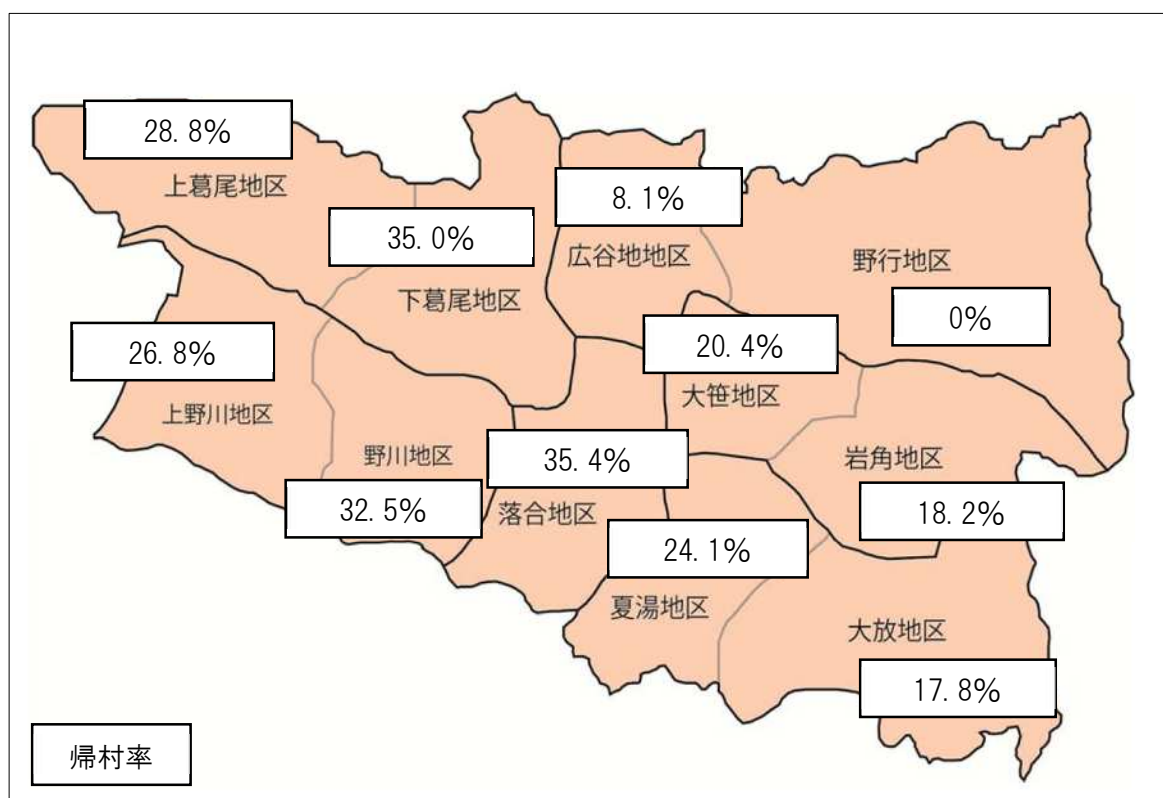 28.8%
上葛尾地区
35.0%
下葛尾地区
8.1%
広谷地地区
野行地区
0%
26.8%
上野川地区
20.4%
大笹地区
野川地区
32.5%
35.4%
落合地区
岩角地区
18.2%
24.1%
夏湯地区
大放地区
17.8%
帰村率